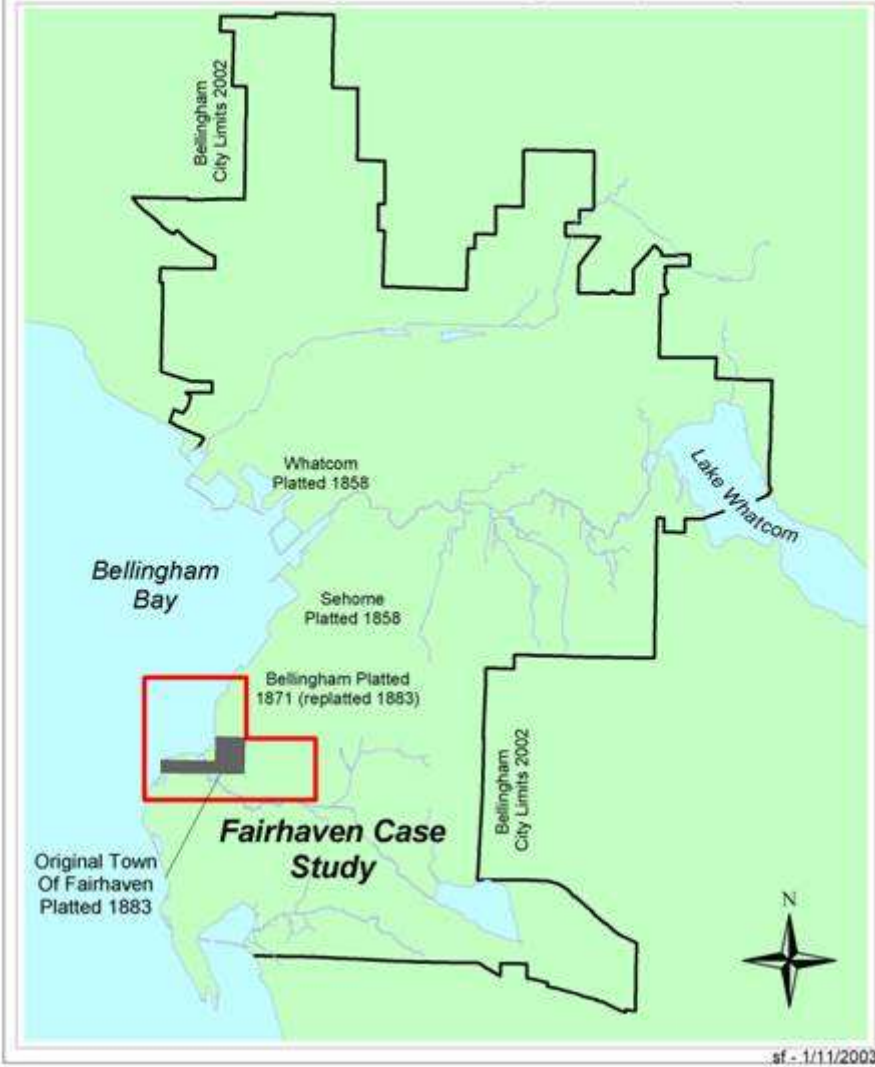 Bellingham
City Limits 2002
Whatcom
Platted 1858
Lake Whatcom
Bellingham
Bay
Sehome
Platted 1858
Bellingham Platted
1871 (replatted 1883)
Bellingham
City Limits 2002
Fairhaven Case
Study
Original Town
Of Fairhaven
Platted 1883
N
sf - 1/11/2003